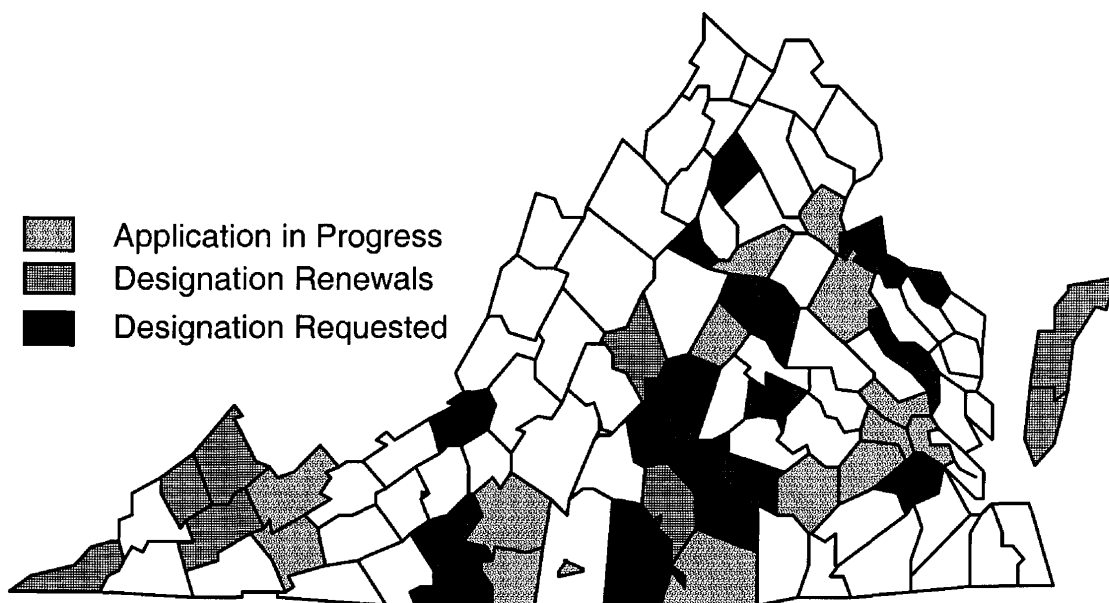 Application in Progress
Designation Renewals
Designation Requested